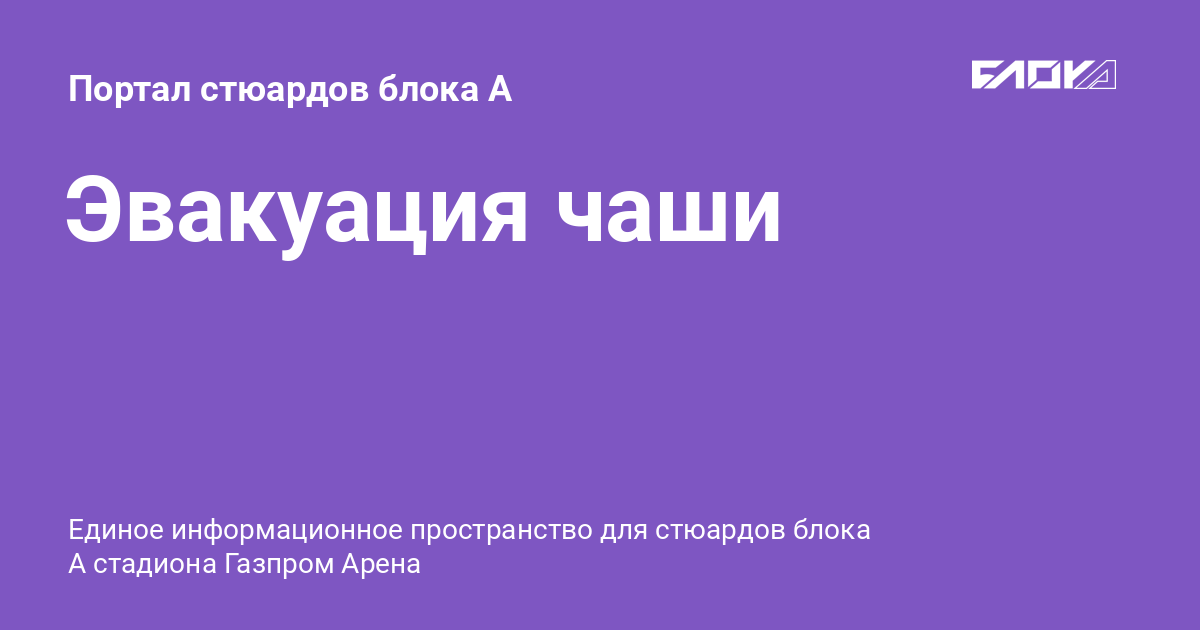 Портал стюардов блока А
БЛОКА
Эвакуация чаши
Единое информационное пространство для стюардов блока
А стадиона Газпром Арена